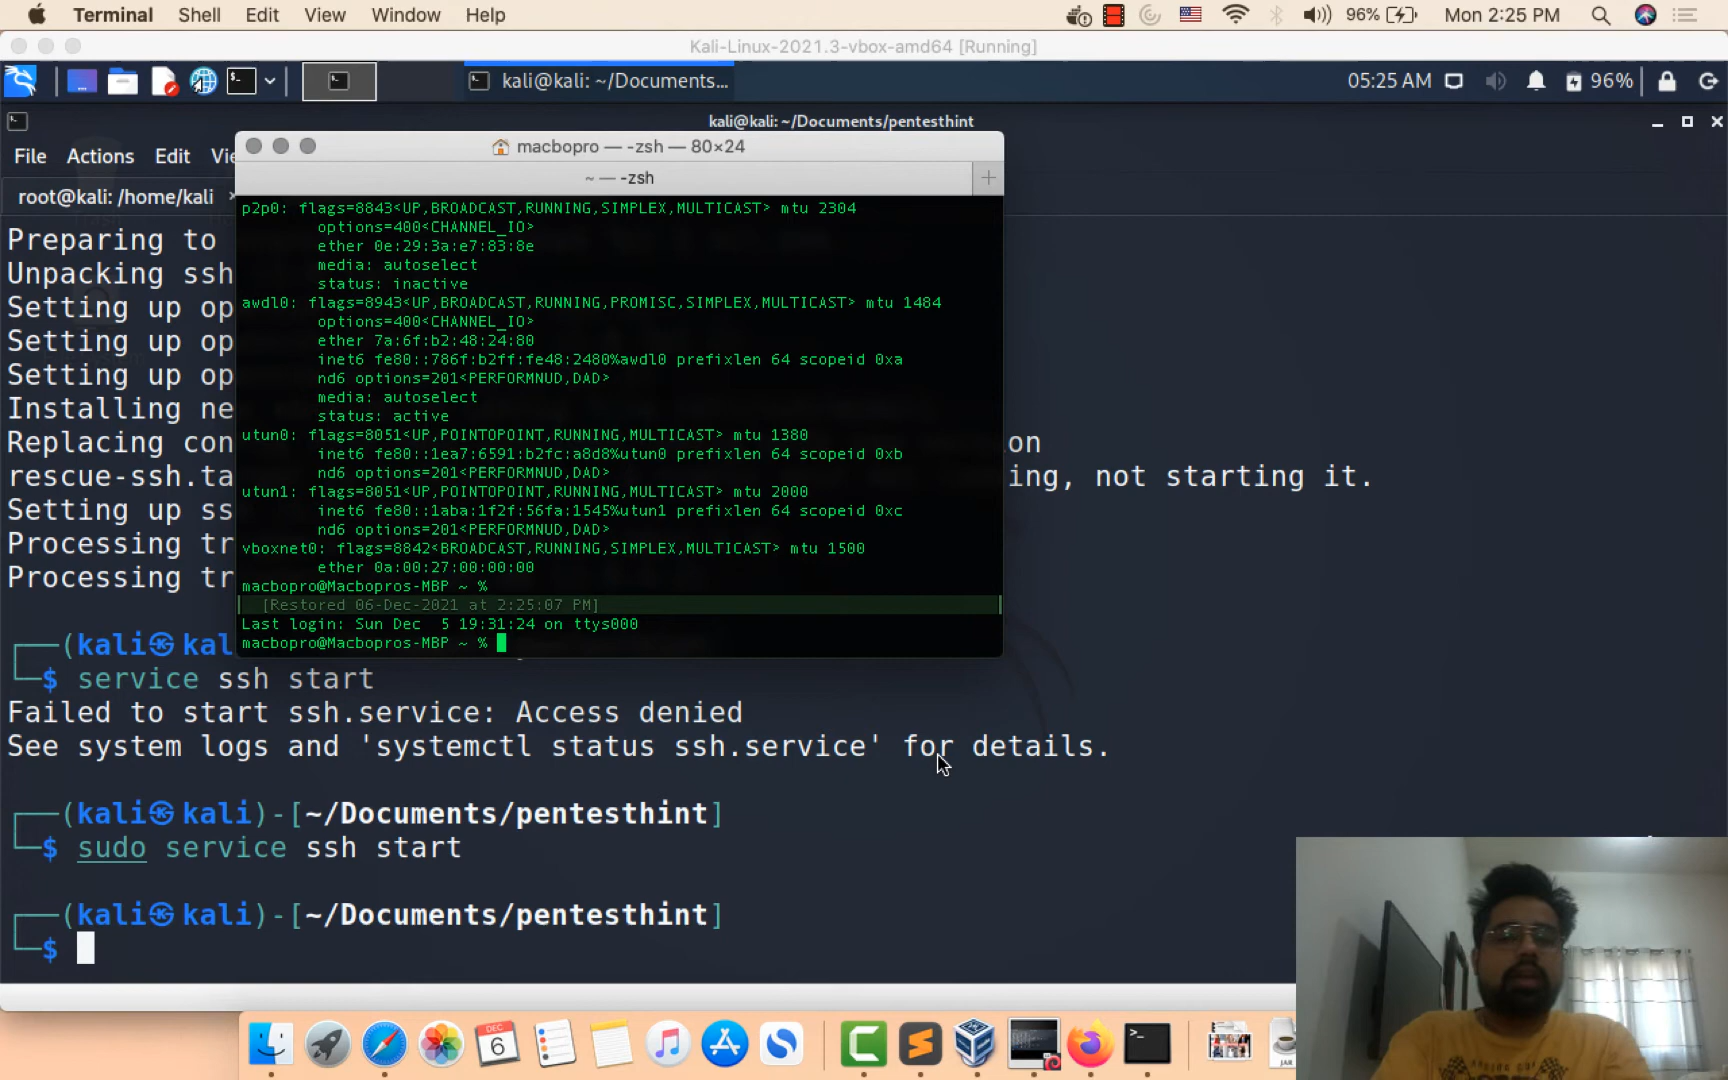 Terminal Shell Edit View Window Help 96% Mon 2:25 PM
Kali-Linux-2021.3-vbox-amd64 [Running]
kali@kali: ~/Documents... 05:25 AM 96%
kali@kali: ~/Documents/pentesthint
File Actions Edit Vi
macbopro — -zsh — 80×24
~ — -zsh
root@kali: /home/kali
p2p0: flags=8843<UP,BROADCAST,RUNNING,SIMPLEX,MULTICAST> mtu 2304
options=400<CHANNEL_IO>
ether 0e:29:3a:e7:83:8e
media: autoselect
status: inactive
awdl0: flags=8943<UP,BROADCAST,RUNNING,PROMISC,SIMPLEX,MULTICAST> mtu 1484
options=400<CHANNEL_IO>
ether 7a:6f:b2:48:24:80
inet6 fe80::786f:b2ff:fe48:2480%awdl0 prefixlen 64 scopeid 0xa
nd6 options=201<PERFORMNUD,DAD>
media: autoselect
status: active
utun0: flags=8051<UP,POINTOPOINT,RUNNING,MULTICAST> mtu 1380
inet6 fe80::1ea7:6591:b2fc:a8d8%utun0 prefixlen 64 scopeid 0xb
nd6 options=201<PERFORMNUD,DAD>
utun1: flags=8051<UP,POINTOPOINT,RUNNING,MULTICAST> mtu 2000
inet6 fe80::1aba:1f2f:56fa:1545%utun1 prefixlen 64 scopeid 0xc
nd6 options=201<PERFORMNUD,DAD>
vboxnet0: flags=8842<BROADCAST,RUNNING,SIMPLEX,MULTICAST> mtu 1500
ether 0a:00:27:00:00:00
macbopro@Macbopros-MBP ~ %
[Restored 06-Dec-2021 at 2:25:07 PM]
Last login: Sun Dec  5 19:31:24 on ttys000
macbopro@Macbopros-MBP ~ %
Preparing to
Unpacking ssh
Setting up op
Setting up op
Setting up op
Installing ne
Replacing con on
rescue-ssh.ta ing, not starting it.
Setting up ss
Processing tr
Processing tr
┌──(kali㉿kal
└─$ service ssh start
Failed to start ssh.service: Access denied
See system logs and 'systemctl status ssh.service' for details.
┌──(kali㉿kali)-[~/Documents/pentesthint]
└─$ sudo service ssh start
┌──(kali㉿kali)-[~/Documents/pentesthint]
└─$
DEC
6